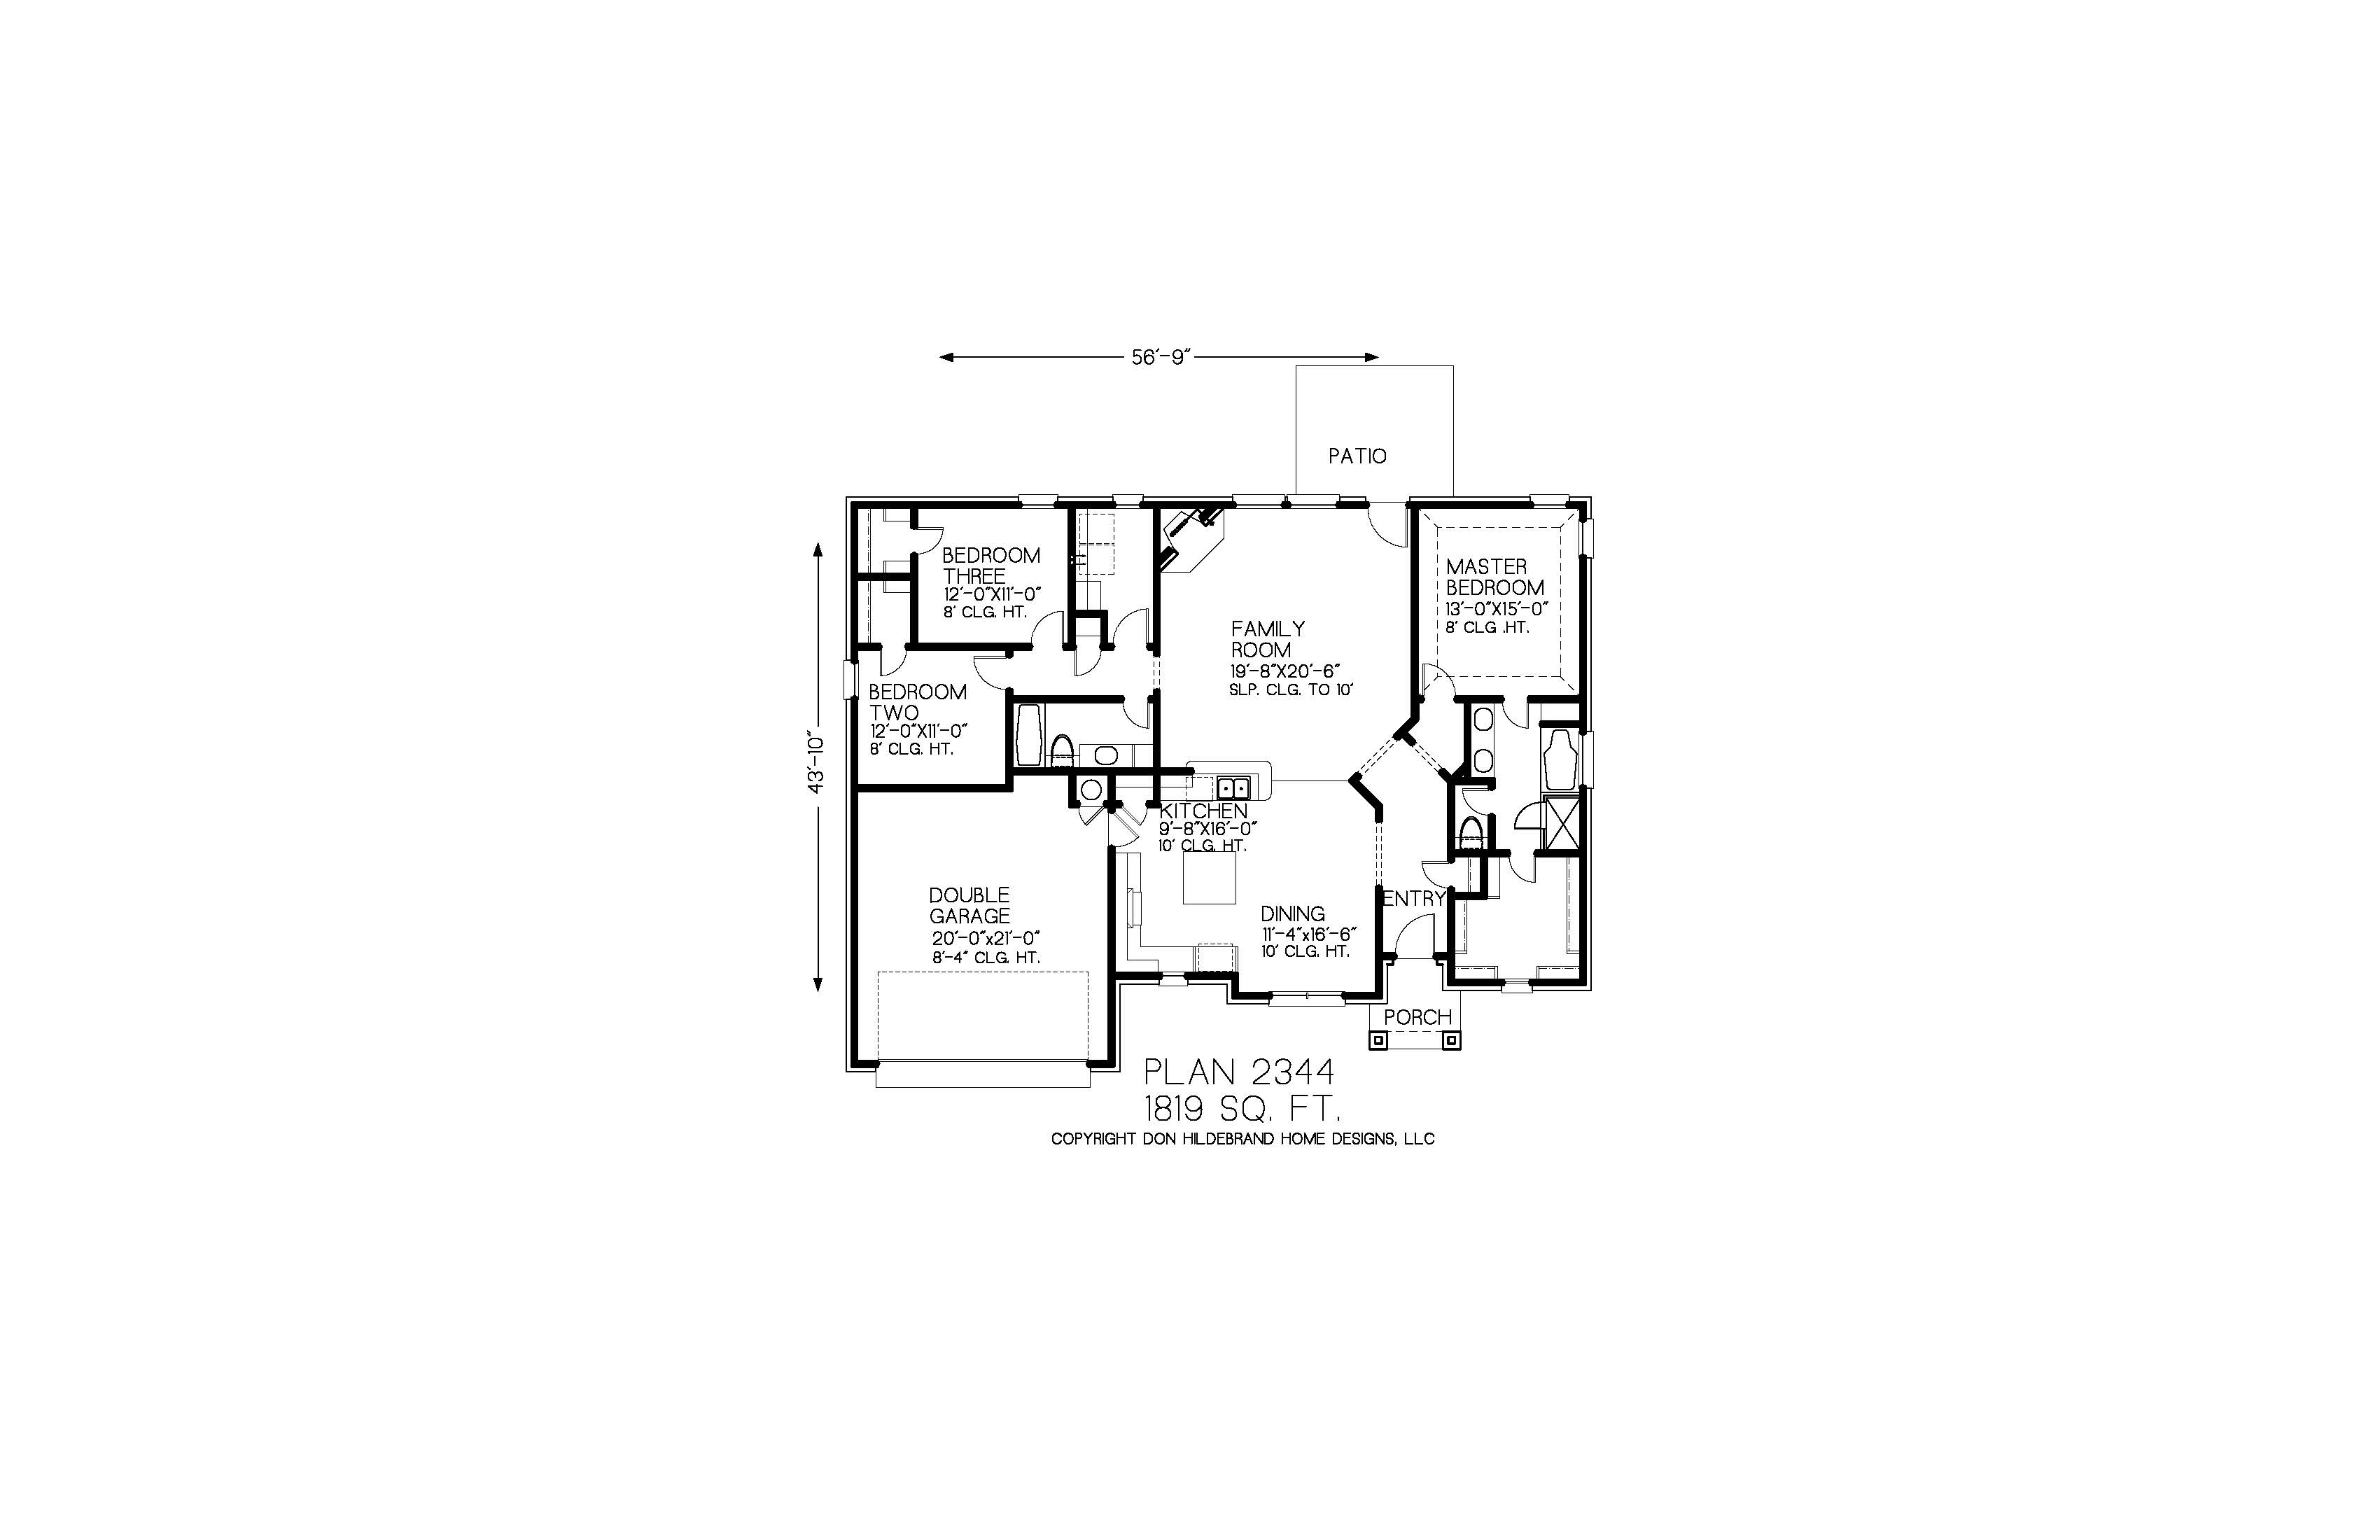 56'-9"
PATIO
BEDROOM
THREE
12'-0"X11'-0"
8' CLG. HT.
MASTER
BEDROOM
13'-0"X15'-0"
8' CLG .HT.
FAMILY
ROOM
19'-8"X20'-6"
SLP. CLG. TO 10'
BEDROOM
TWO
12'-0"X11'-0"
8' CLG. HT.
43'-10"
KITCHEN
9'-8"X16'-0"
10' CLG. HT.
DOUBLE
GARAGE
20'-0"x21'-0"
8'-4" CLG. HT.
DINING
11'-4"x16'-6"
10' CLG. HT.
ENTRY
PORCH
PLAN 2344
1819 SQ. FT.
COPYRIGHT DON HILDEBRAND HOME DESIGNS, LLC